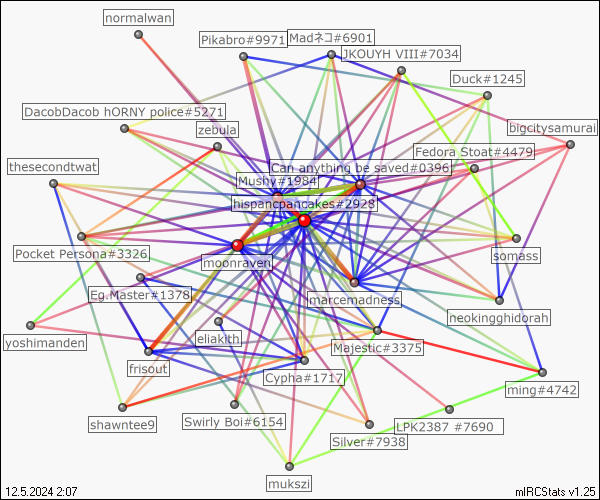 normalwan
Pikabro#9971
Madネコ#6901
JKOUYH VIII#7034
Duck#1245
DacobDacob hORNY police#5271
zebula
bigcitysamurai
Fedora Stoat#4479
thesecondtwat
Can anything be saved#0396
Mushy#1984
hispancpancakes#2928
Pocket Persona#3326
moonraven
somass
Eg.Master#1378
marcemadness
neokingghidorah
yoshimanden
eliakith
Majestic#3375
frisout
Cypha#1717
ming#4742
shawntee9
Swirly Boi#6154
LPK2387 #7690
Silver#7938
mukszi
12.5.2024 2:07
mIRCStats v1.25